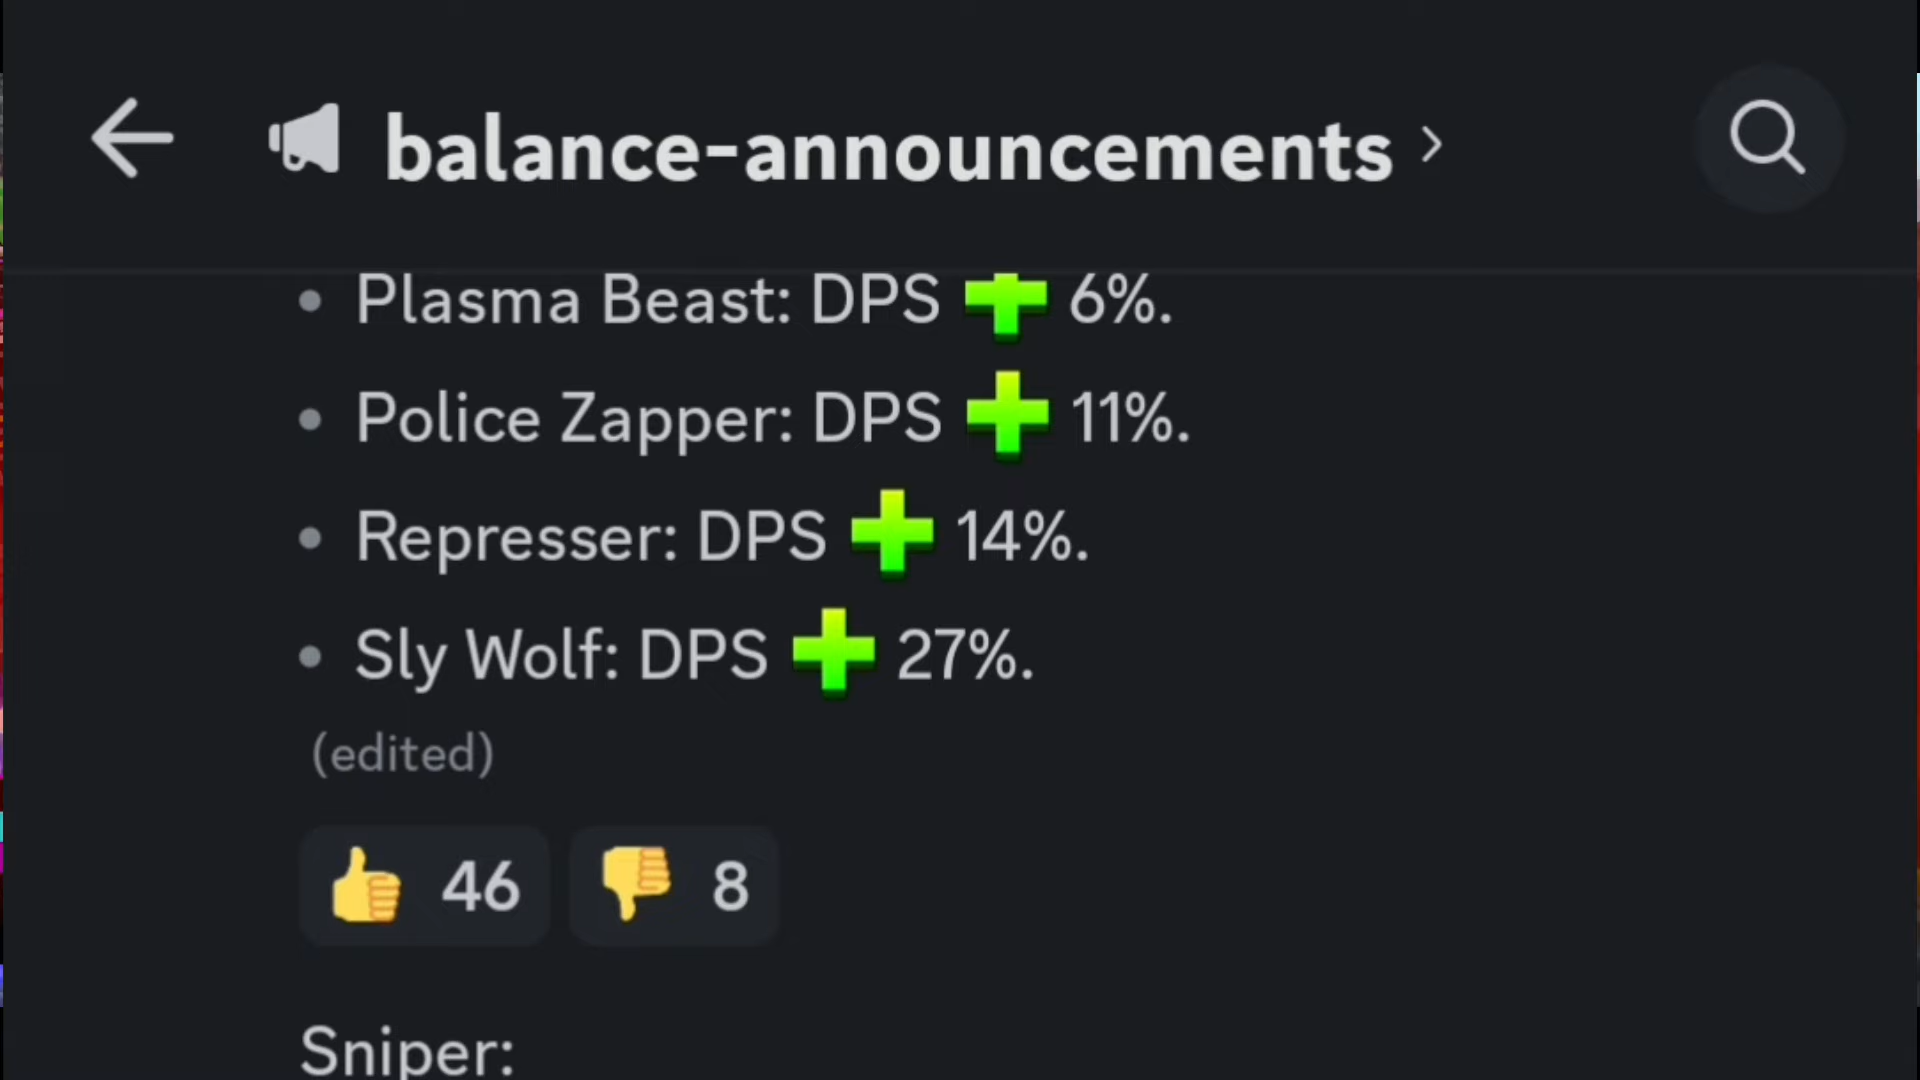 balance-announcements
Plasma Beast: DPS ➕ 6%.
Police Zapper: DPS ➕ 11%.
Represser: DPS ➕ 14%.
Sly Wolf: DPS ➕ 27%.
(edited)
👍 46 👎 8
Sniper: